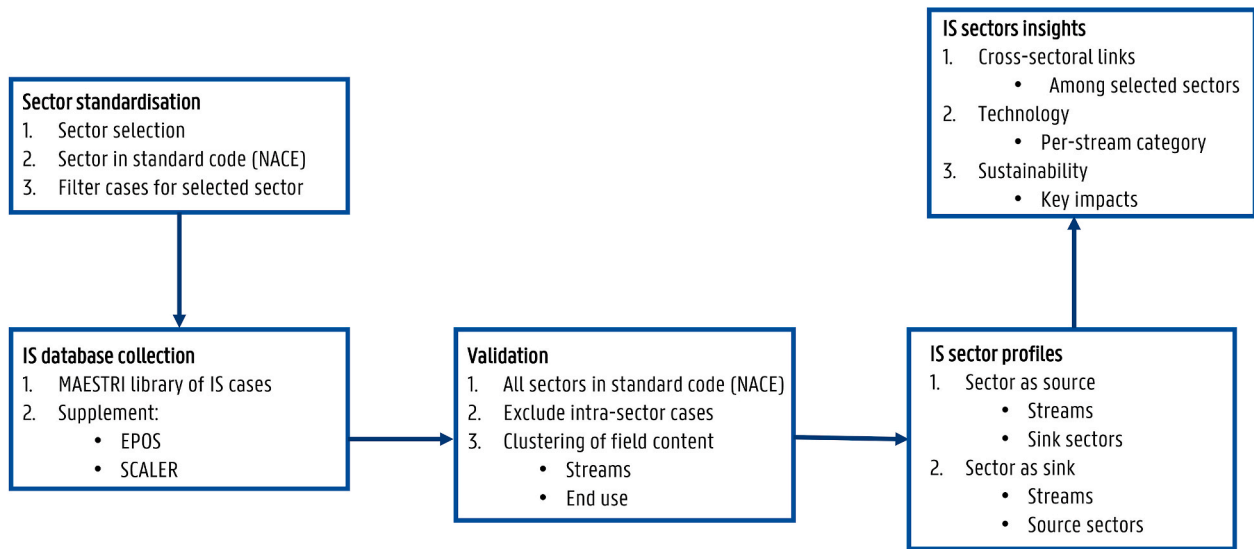 Sector standardisation
1. Sector selection
2. Sector in standard code (NACE)
3. Filter cases for selected sector
IS database collection
1. MAESTRI library of IS cases
2. Supplement:
• EPOS
• SCALER
Validation
1. All sectors in standard code (NACE)
2. Exclude intra-sector cases
3. Clustering of field content
• Streams
• End use
IS sector profiles
1. Sector as source
• Streams
• Sink sectors
2. Sector as sink
• Streams
• Source sectors
IS sectors insights
1. Cross-sectoral links
• Among selected sectors
2. Technology
• Per-stream category
3. Sustainability
• Key impacts